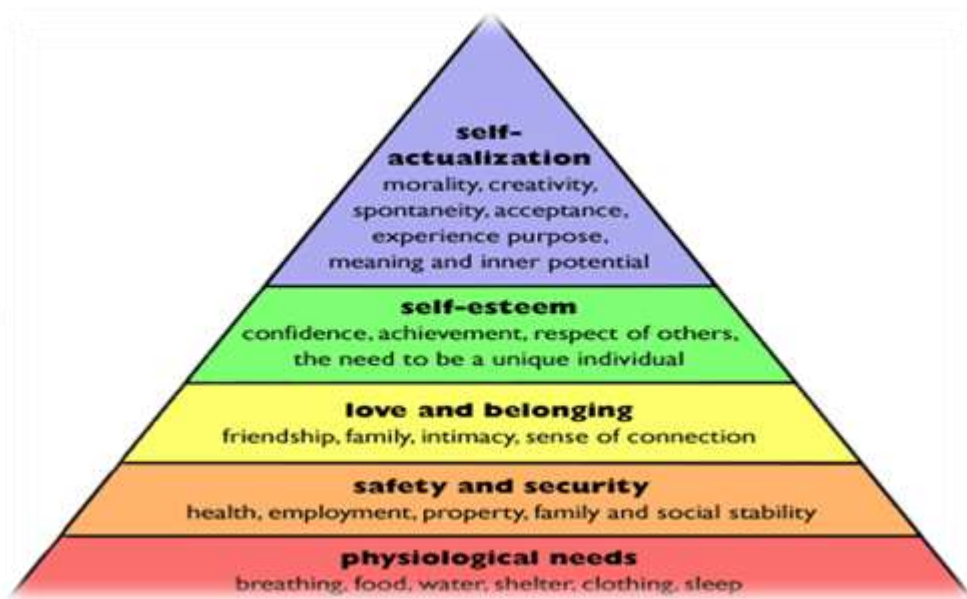 self-
actualization
morality, creativity,
spontaneity, acceptance,
experience purpose,
meaning and inner potential
self-esteem
confidence, achievement, respect of others,
the need to be a unique individual
love and belonging
friendship, family, intimacy, sense of connection
safety and security
health, employment, property, family and social stability
physiological needs
breathing, food, water, shelter, clothing, sleep